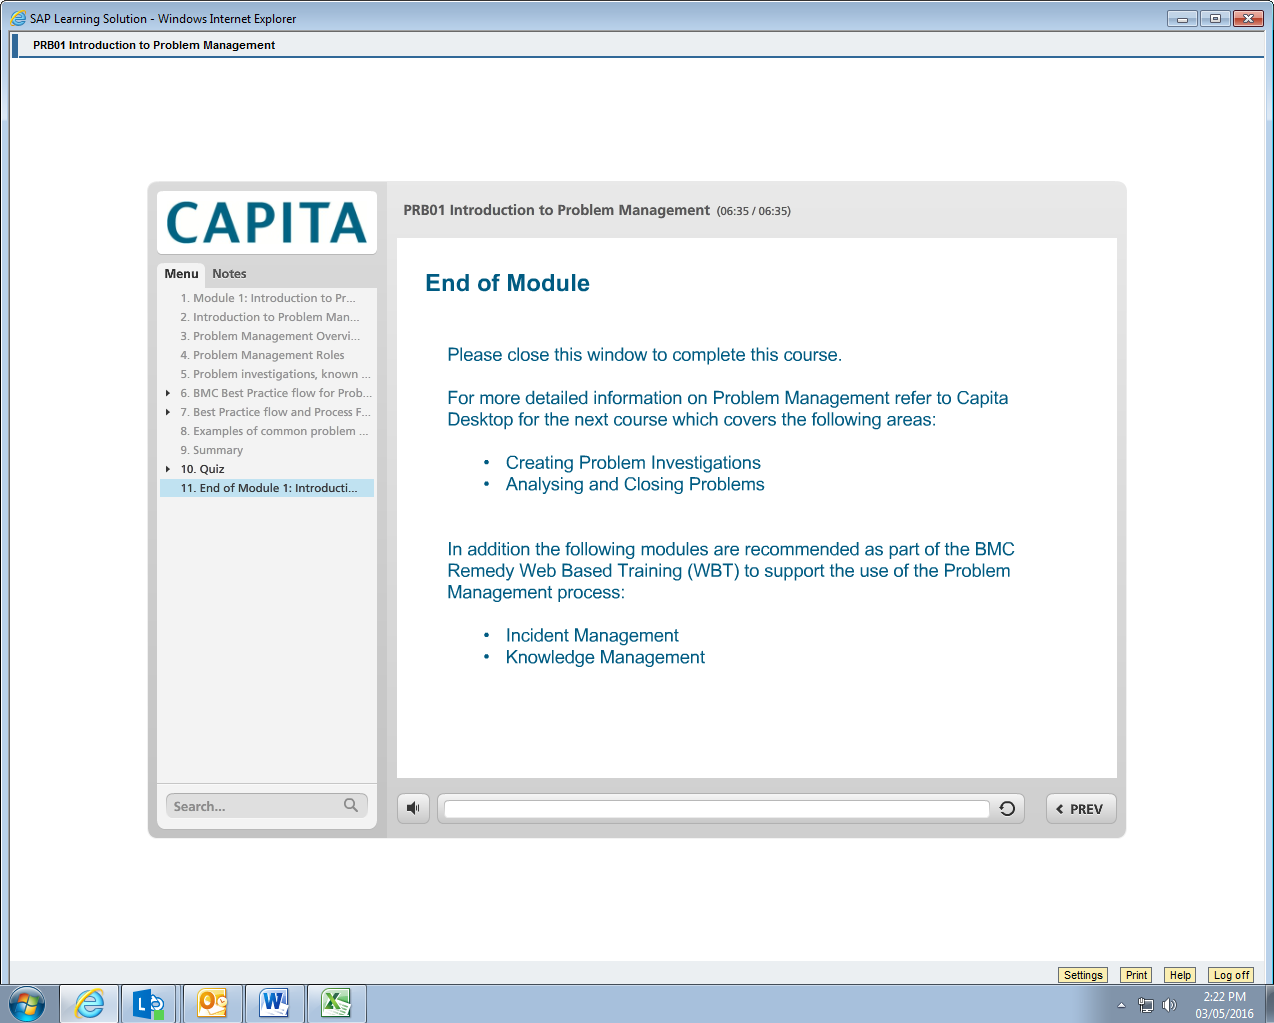 SAP Learning Solution - Windows Internet Explorer
PRB01 Introduction to Problem Management
CAPITA
PRB01 Introduction to Problem Management (06:35 / 06:35)
Menu Notes
1. Module 1: Introduction to Pr...
2. Introduction to Problem Man...
3. Problem Management Overvi...
4. Problem Management Roles
5. Problem investigations, known ...
6. BMC Best Practice flow for Prob...
7. Best Practice flow and Process F...
8. Examples of common problem ...
9. Summary
10. Quiz
11. End of Module 1: Introducti...
Search...
End of Module
Please close this window to complete this course.
For more detailed information on Problem Management refer to Capita
Desktop for the next course which covers the following areas:
• Creating Problem Investigations
• Analysing and Closing Problems
In addition the following modules are recommended as part of the BMC
Remedy Web Based Training (WBT) to support the use of the Problem
Management process:
• Incident Management
• Knowledge Management
PREV
Settings Print Help Log off
2:22 PM
03/05/2016